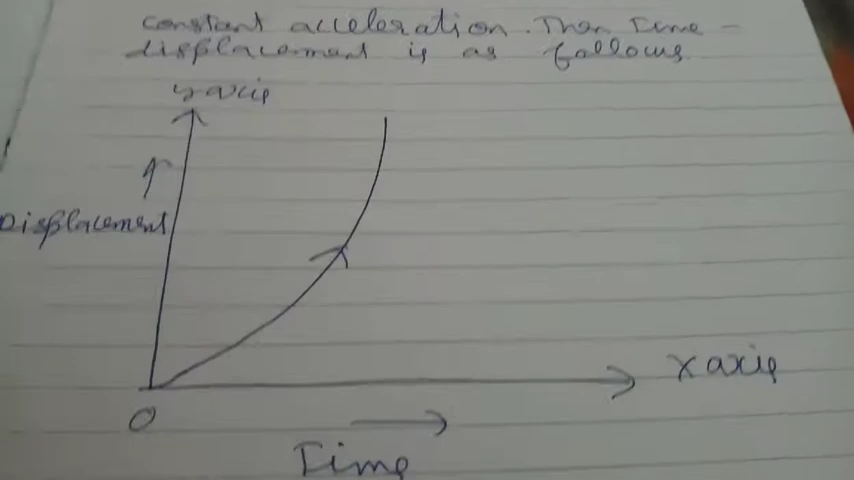 constant acceleration. Then Time -
displacement is as follows
y axis
Displacement
x axis
O
Time